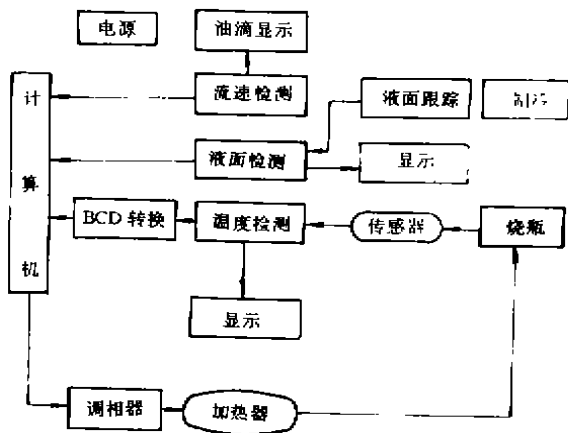 电源
油滴显示
计算机
流速检测
液面跟踪
液面检测
显示
BCD 转换
温度检测
传感器
烧瓶
显示
调相器
加热器